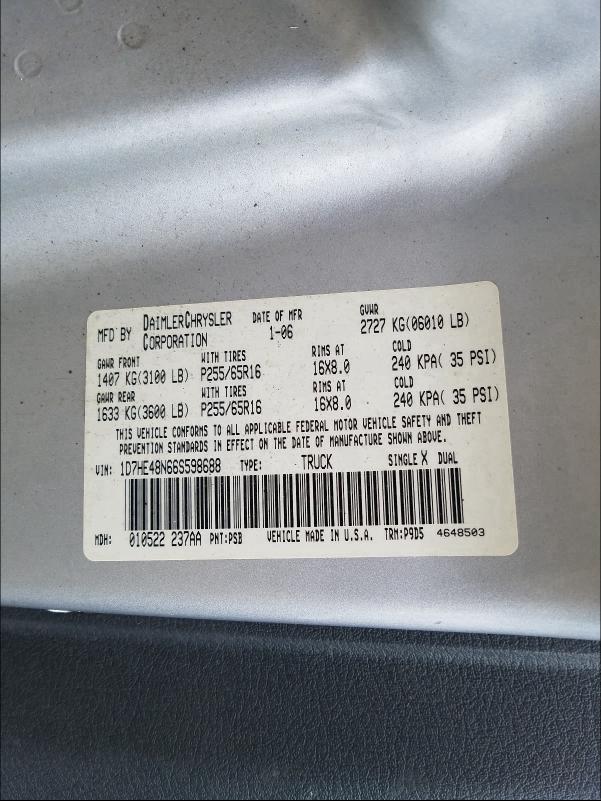 MFD BY DAIMLERCHRYSLER CORPORATION DATE OF MFR 1-06 GVWR 2727 KG(06010 LB)
GAWR FRONT WITH TIRES RIMS AT COLD
1407 KG(3100 LB) P255/65R16 16X8.0 240 KPA( 35 PSI)
GAWR REAR WITH TIRES RIMS AT COLD
1633 KG(3600 LB) P255/65R16 16X8.0 240 KPA( 35 PSI)
THIS VEHICLE CONFORMS TO ALL APPLICABLE FEDERAL MOTOR VEHICLE SAFETY AND THEFT
PREVENTION STANDARDS IN EFFECT ON THE DATE OF MANUFACTURE SHOWN ABOVE.
VIN: 1D7HE48N66S598688 TYPE: TRUCK SINGLE X DUAL
MDH: 010522 237AA PNT:PSB VEHICLE MADE IN U.S.A. TRM:P9D5 4648503